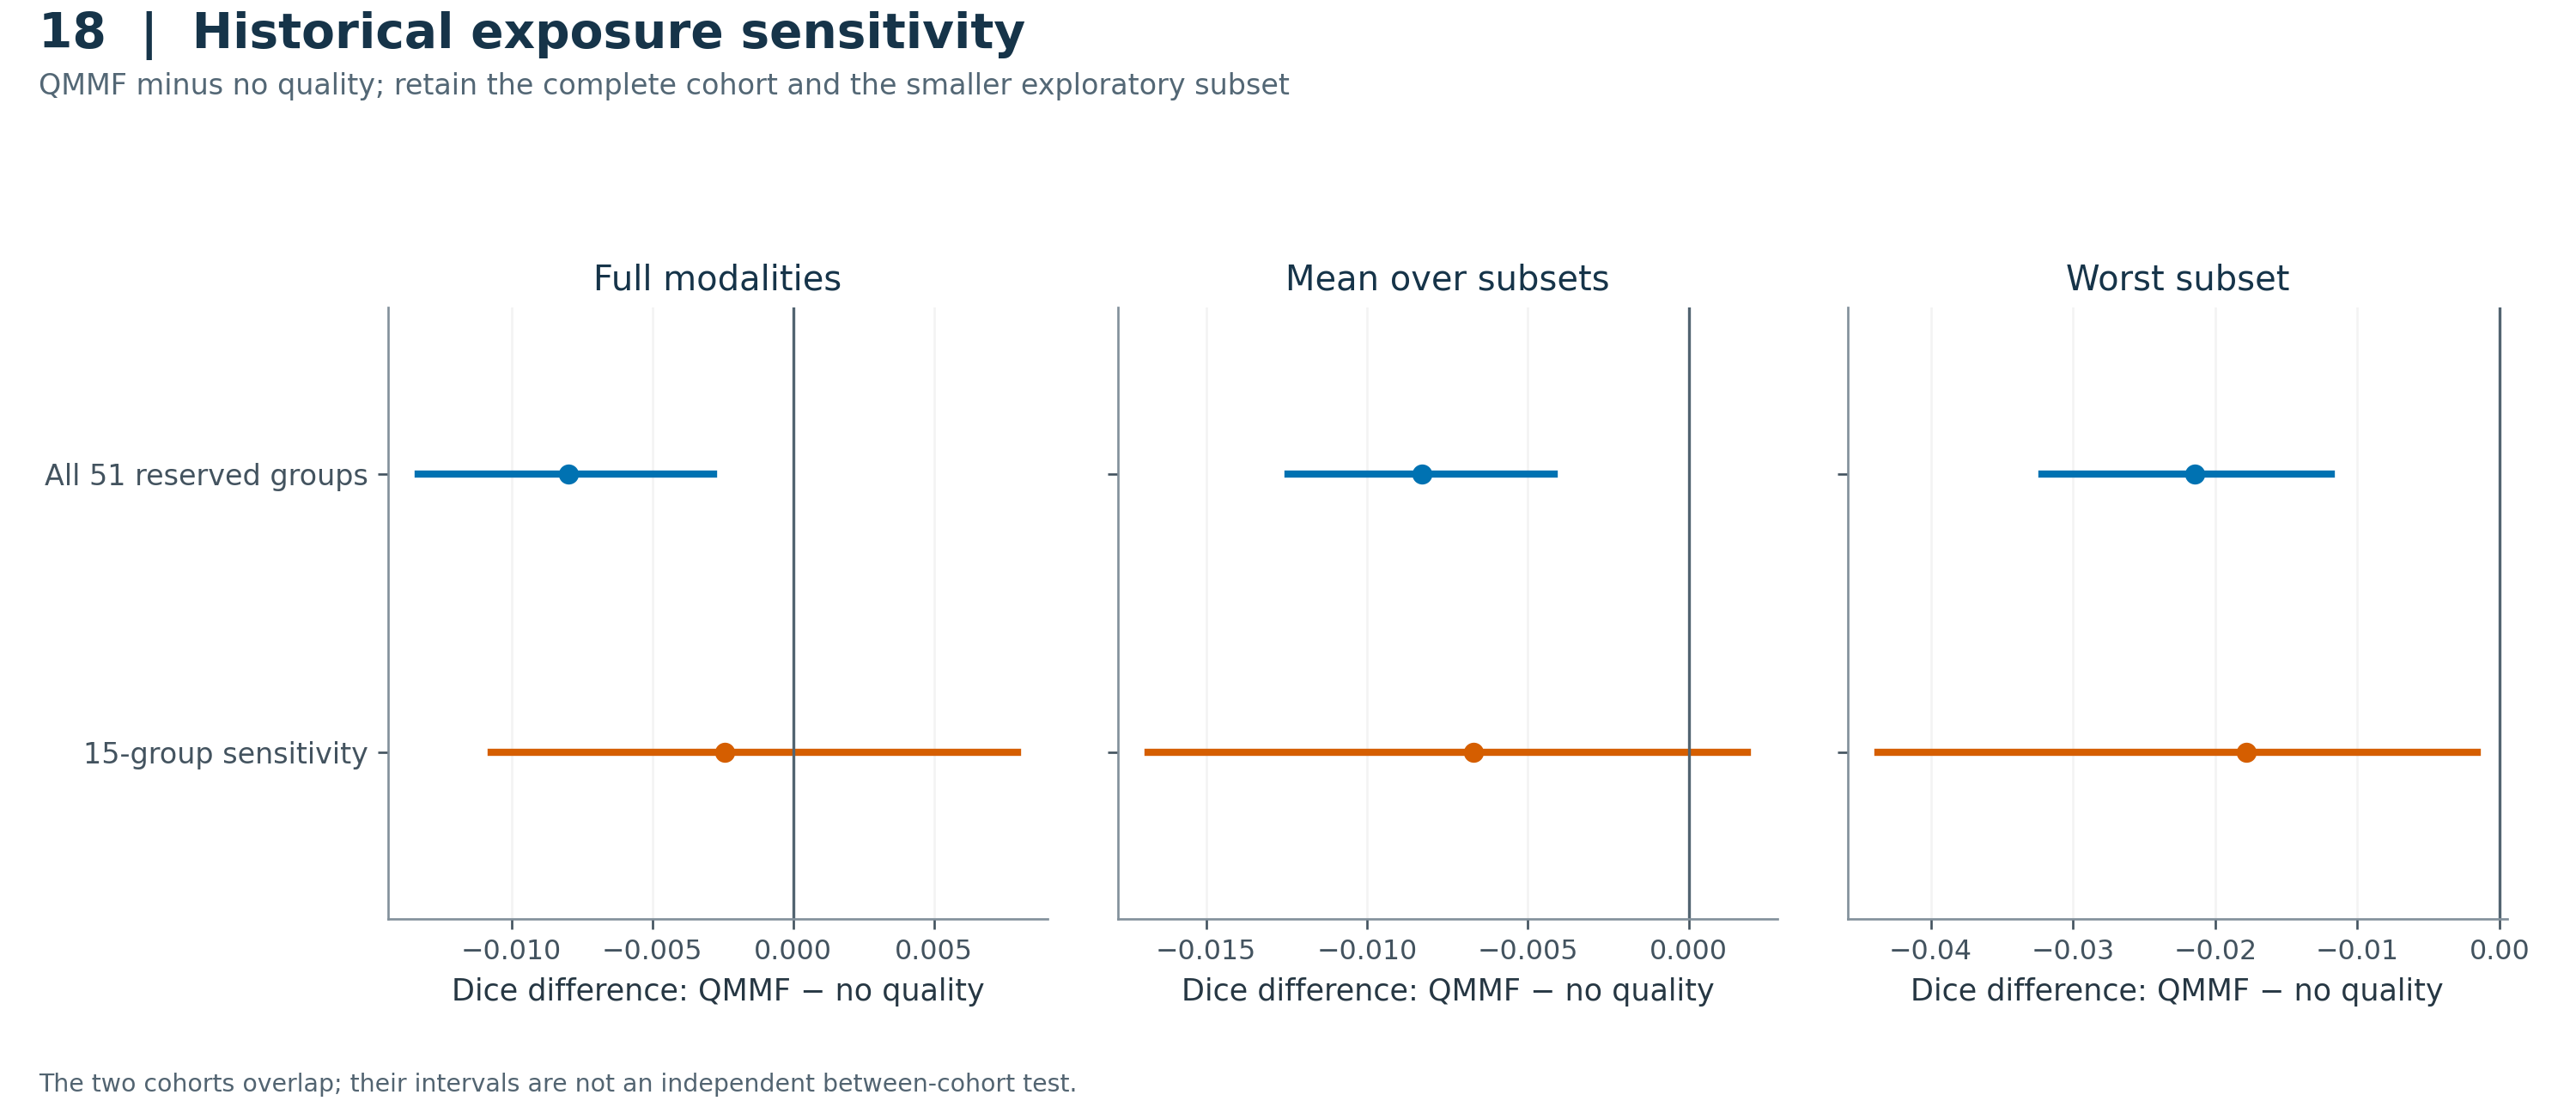 18 | Historical exposure sensitivity
QMMF minus no quality; retain the complete cohort and the smaller exploratory subset
Full modalities
Mean over subsets
Worst subset
All 51 reserved groups
15-group sensitivity
−0.010 −0.005 0.000 0.005
−0.015 −0.010 −0.005 0.000
−0.04 −0.03 −0.02 −0.01 0.00
Dice difference: QMMF − no quality
Dice difference: QMMF − no quality
Dice difference: QMMF − no quality
The two cohorts overlap; their intervals are not an independent between-cohort test.